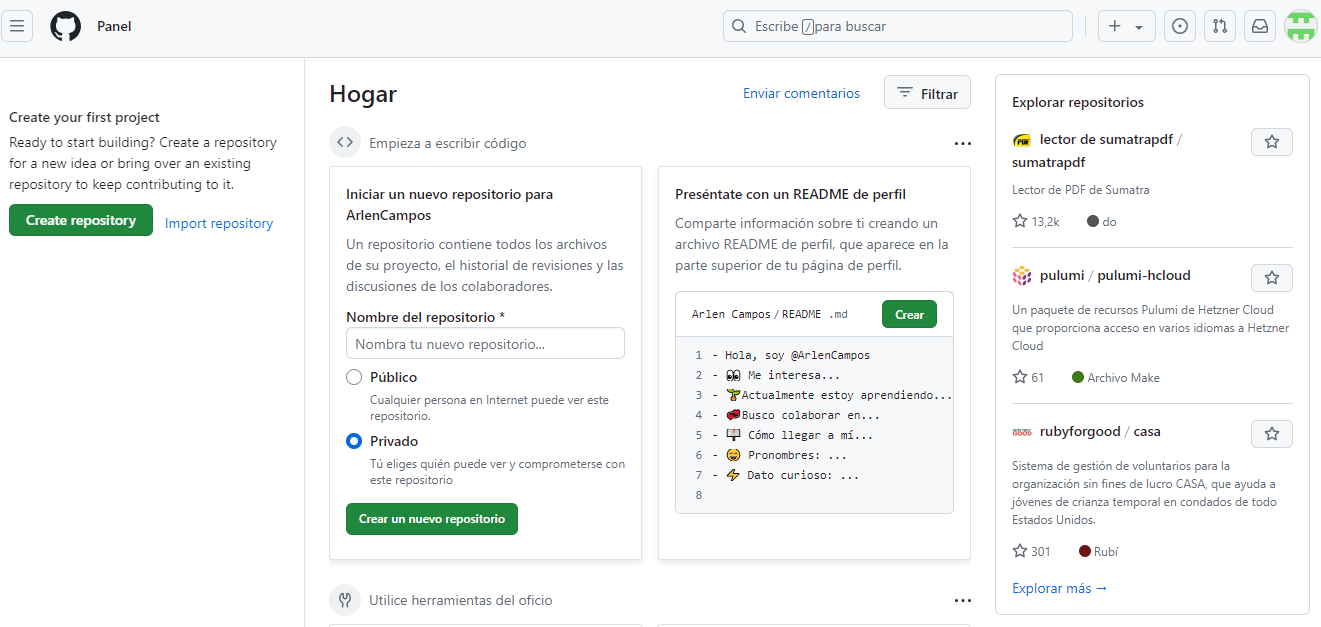 Panel
Escribe / para buscar
Create your first project
Ready to start building? Create a repository
for a new idea or bring over an existing
repository to keep contributing to it.
Create repository
Import repository
Hogar
Enviar comentarios
Filtrar
Empieza a escribir código
Iniciar un nuevo repositorio para
ArlenCampos
Un repositorio contiene todos los archivos
de su proyecto, el historial de revisiones y las
discusiones de los colaboradores.
Nombre del repositorio *
Nombra tu nuevo repositorio...
Público
Cualquier persona en Internet puede ver este
repositorio.
Privado
Tú eliges quién puede ver y comprometerse con
este repositorio
Crear un nuevo repositorio
Preséntate con un README de perfil
Comparte información sobre ti creando un
archivo README de perfil, que aparece en la
parte superior de tu página de perfil.
Arlen Campos / README .md
Crear
1 - Hola, soy @ArlenCampos
2 - 👀 Me interesa...
3 - 🌱Actualmente estoy aprendiendo...
4 - 💞️Busco colaborar en...
5 - 📫 Cómo llegar a mí...
6 - 😄 Pronombres: ...
7 - ⚡ Dato curioso: ...
8
Utilice herramientas del oficio
Explorar repositorios
PDF
lector de sumatrapdf /
sumatrapdf
Lector de PDF de Sumatra
13,2k
do
pulumi / pulumi-hcloud
Un paquete de recursos Pulumi de Hetzner Cloud
que proporciona acceso en varios idiomas a Hetzner
Cloud
61
Archivo Make
rubyforgood / casa
Sistema de gestión de voluntarios para la
organización sin fines de lucro CASA, que ayuda a
jóvenes de crianza temporal en condados de todo
Estados Unidos.
301
Rubí
Explorar más →